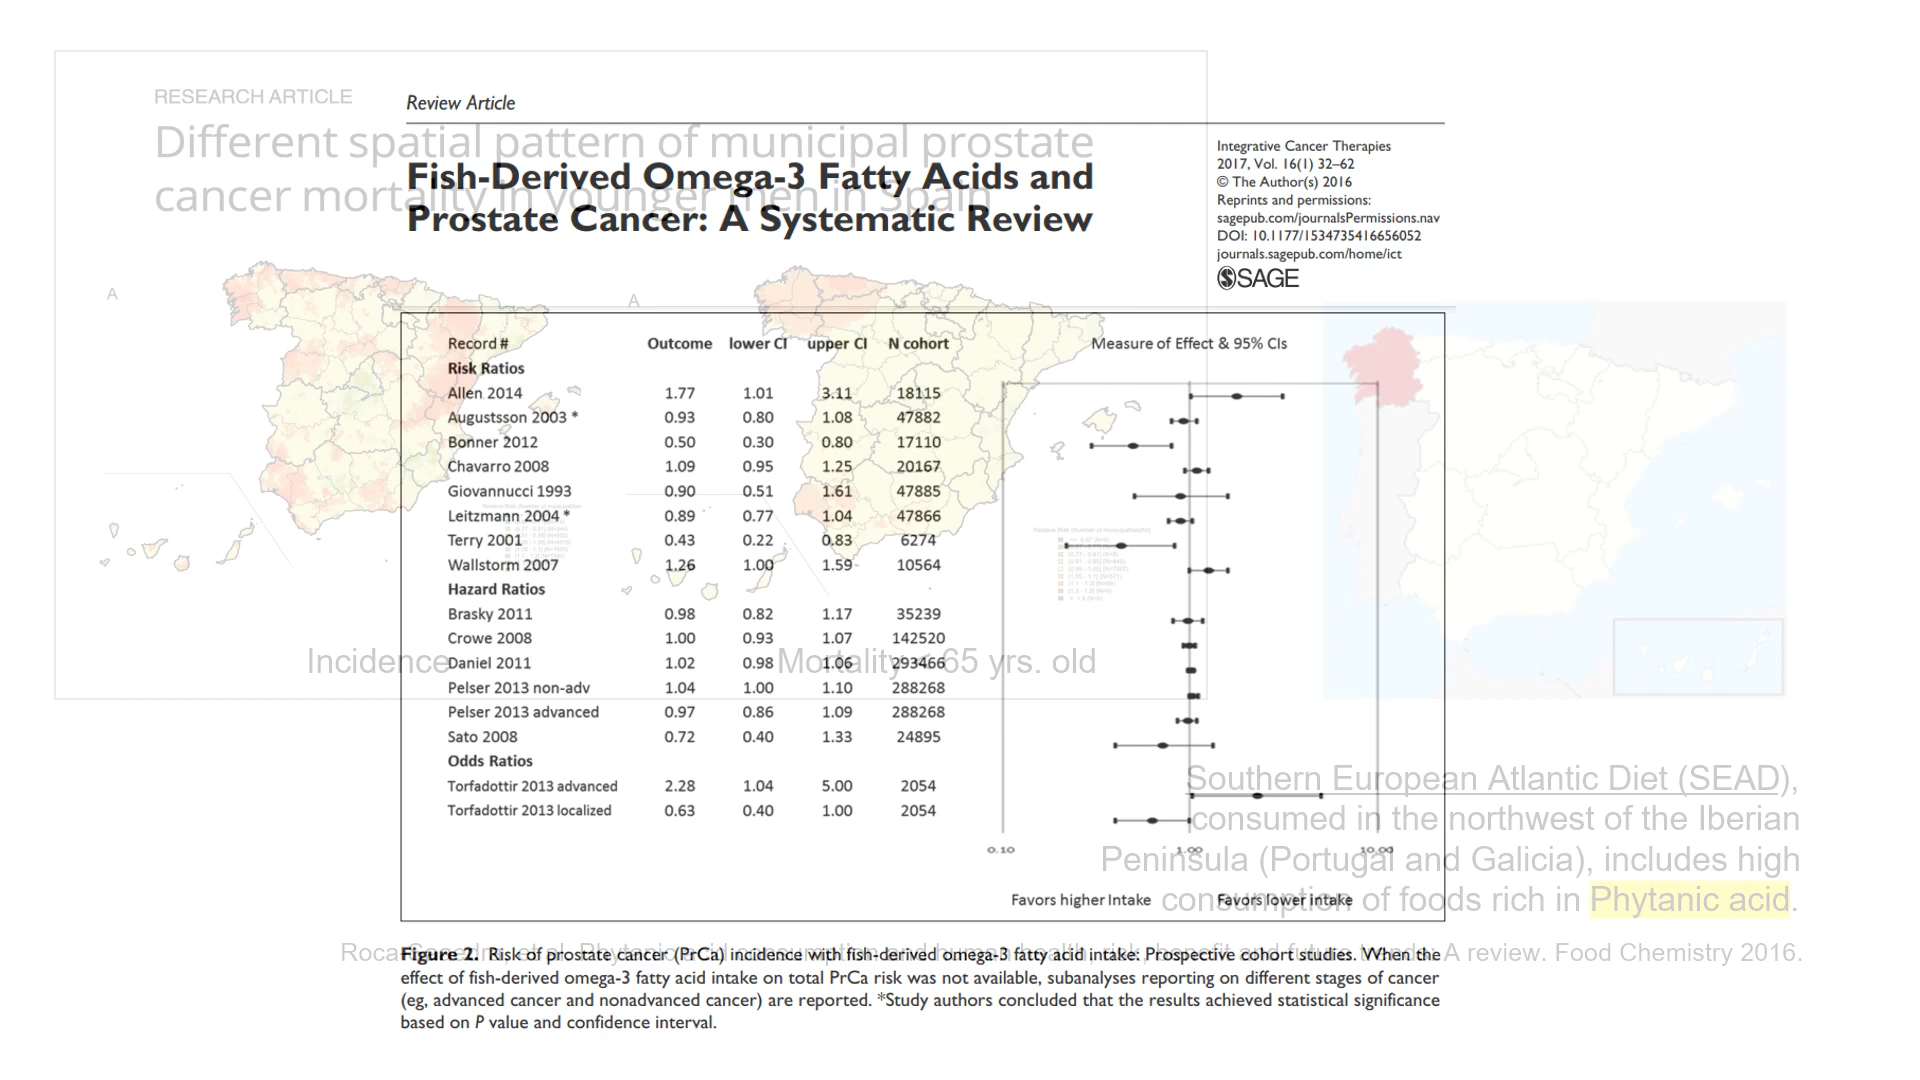 RESEARCH ARTICLE
Different spatial pattern of municipal prostate
cancer mortality in younger men in Spain
Review Article
Fish-Derived Omega-3 Fatty Acids and
Prostate Cancer: A Systematic Review
Integrative Cancer Therapies
2017, Vol. 16(1) 32–62
© The Author(s) 2016
Reprints and permissions:
sagepub.com/journalsPermissions.nav
DOI: 10.1177/1534735416656052
journals.sagepub.com/home/ict
SAGE
A
A
Record # Outcome lower CI upper CI N cohort Measure of Effect & 95% CIs
Risk Ratios
Allen 2014 1.77 1.01 3.11 18115
Augustsson 2003 * 0.93 0.80 1.08 47882
Bonner 2012 0.50 0.30 0.80 17110
Chavarro 2008 1.09 0.95 1.25 20167
Giovannucci 1993 0.90 0.51 1.61 47885
Leitzmann 2004 * 0.89 0.77 1.04 47866
Terry 2001 0.43 0.22 0.83 6274
Wallstorm 2007 1.26 1.00 1.59 10564
Hazard Ratios
Brasky 2011 0.98 0.82 1.17 35239
Crowe 2008 1.00 0.93 1.07 142520
Daniel 2011 1.02 0.98 1.06 293466
Pelser 2013 non-adv 1.04 1.00 1.10 288268
Pelser 2013 advanced 0.97 0.86 1.09 288268
Sato 2008 0.72 0.40 1.33 24895
Odds Ratios
Torfadottir 2013 advanced 2.28 1.04 5.00 2054
Torfadottir 2013 localized 0.63 0.40 1.00 2054
0.10 1.00 10.00
Favors higher Intake Favors lower intake
Relative Risk (Number of municipalities)
Incidence
Mortality < 65 yrs. old
Southern European Atlantic Diet (SEAD),
consumed in the northwest of the Iberian
Peninsula (Portugal and Galicia), includes high
consumption of foods rich in Phytanic acid.
Phytanic acid consumption and human health, risk, benefit and future trends: A review. Food Chemistry 2016.
Figure 2. Risk of prostate cancer (PrCa) incidence with fish-derived omega-3 fatty acid intake: Prospective cohort studies. When the
effect of fish-derived omega-3 fatty acid intake on total PrCa risk was not available, subanalyses reporting on different stages of cancer
(eg, advanced cancer and nonadvanced cancer) are reported. *Study authors concluded that the results achieved statistical significance
based on P value and confidence interval.